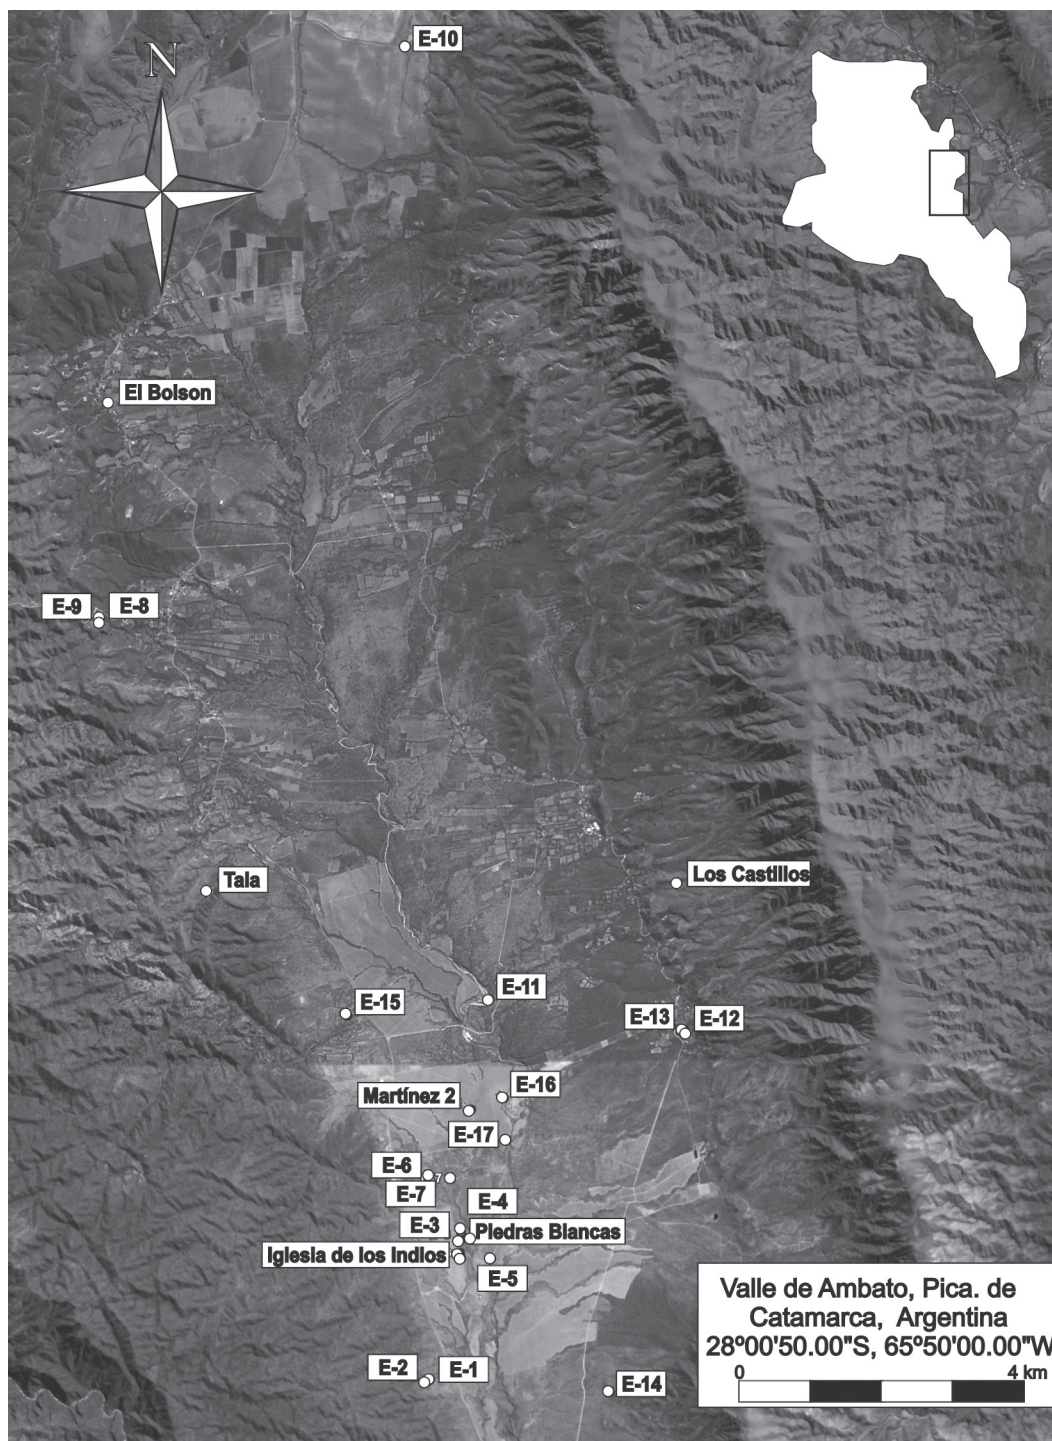 E-10
N
El Bolson
E-9
E-8
Tala
Los Castillos
E-11
E-15
E-13
E-12
E-16
Martínez 2
E-17
E-6
7
E-7
E-4
E-3
Piedras Blancas
Iglesia de los Indios
E-5
E-2
E-1
E-14
Valle de Ambato, Pica. de
Catamarca, Argentina
28º00'50.00"S, 65º50'00.00"W
0
4 km